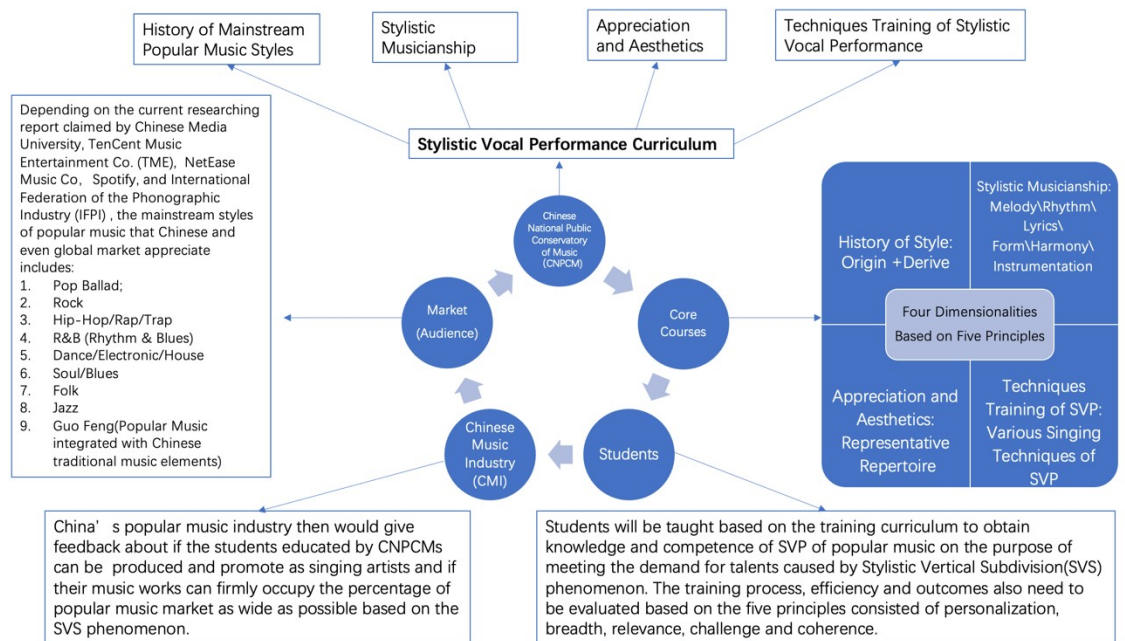 History of Mainstream
Popular Music Styles
Stylistic
Musicianship
Appreciation
and Aesthetics
Techniques Training of Stylistic
Vocal Performance
Depending on the current researching
report claimed by Chinese Media
University, TenCent Music
Entertainment Co. (TME), NetEase
Music Co, Spotify, and International
Federation of the Phonographic
Industry (IFPI) , the mainstream styles
of popular music that Chinese and
even global market appreciate
includes:
1. Pop Ballad;
2. Rock
3. Hip-Hop/Rap/Trap
4. R&B (Rhythm & Blues)
5. Dance/Electronic/House
6. Soul/Blues
7. Folk
8. Jazz
9. Guo Feng(Popular Music
integrated with Chinese
traditional music elements)
Stylistic Vocal Performance Curriculum
Chinese
National Public
Conservatory
of Music
(CNPCM)
Market
(Audience)
Core
Courses
Chinese
Music
Industry
(CMI)
Students
History of Style:
Origin +Derive
Stylistic Musicianship:
Melody\Rhythm\
Lyrics\
Form\Harmony\
Instrumentation
Four Dimensionalities
Based on Five Principles
Appreciation and
Aesthetics:
Representative
Repertoire
Techniques
Training of SVP:
Various Singing
Techniques of
SVP
China's popular music industry then would give
feedback about if the students educated by CNPCMs
can be produced and promote as singing artists and if
their music works can firmly occupy the percentage of
popular music market as wide as possible based on the
SVS phenomenon.
Students will be taught based on the training curriculum to obtain
knowledge and competence of SVP of popular music on the purpose of
meeting the demand for talents caused by Stylistic Vertical Subdivision(SVS)
phenomenon. The training process, efficiency and outcomes also need to
be evaluated based on the five principles consisted of personalization,
breadth, relevance, challenge and coherence.